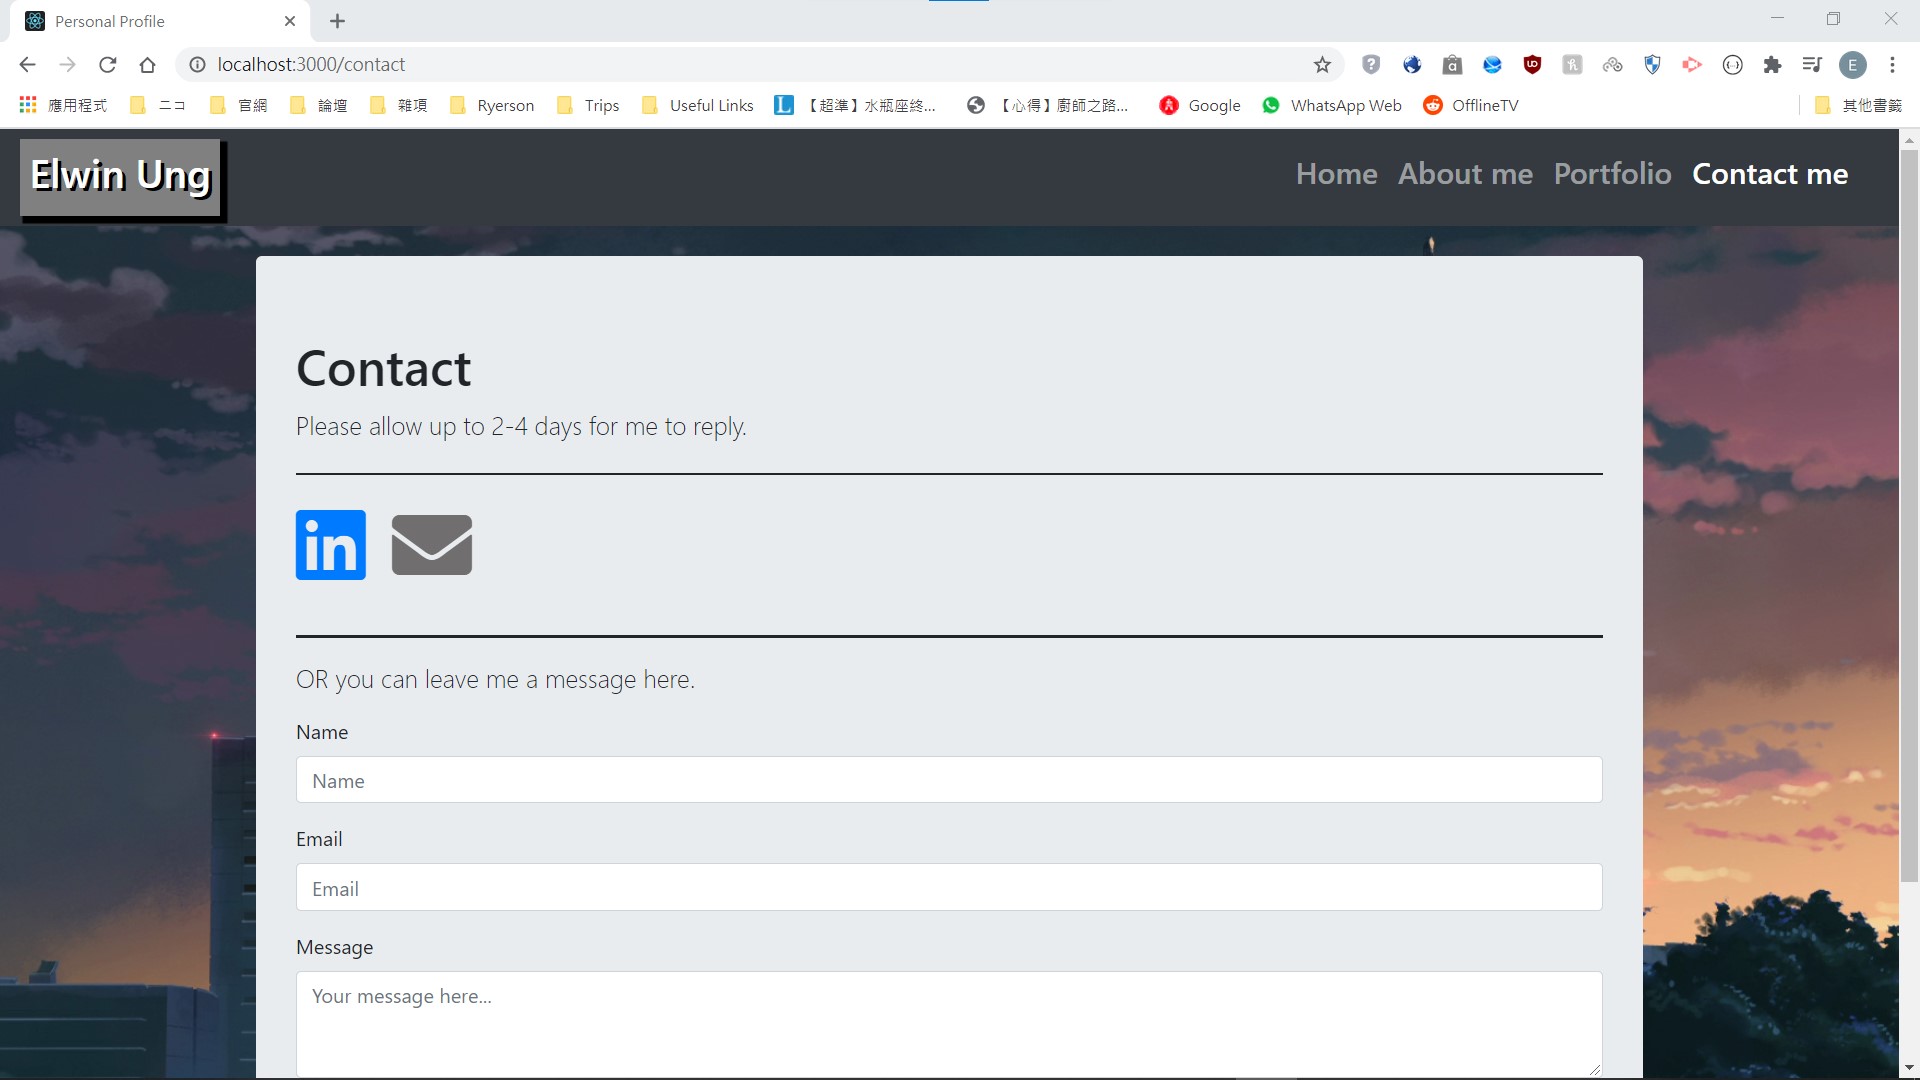 Personal Profile
localhost:3000/contact
應用程式 ニコ 官網 論壇 雜項 Ryerson Trips Useful Links 【超準】水瓶座終... 【心得】廚師之路... Google WhatsApp Web OfflineTV 其他書籤
Elwin Ung
Home About me Portfolio Contact me
Contact
Please allow up to 2-4 days for me to reply.
in
OR you can leave me a message here.
Name
Name
Email
Email
Message
Your message here...